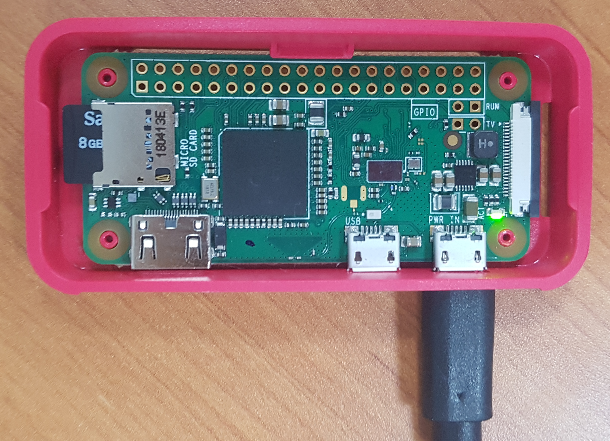 Sa
8GB
180413E
MICRO
SD CARD
GPIO
RUN
TV
H
USB
PWR IN